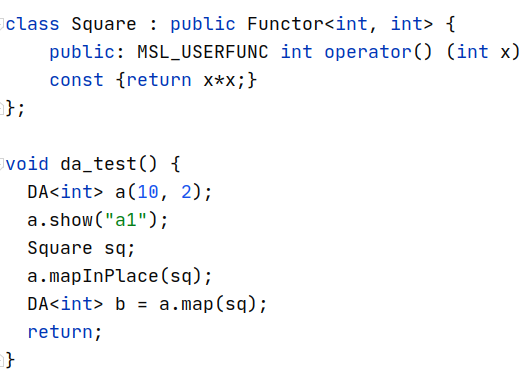 class Square : public Functor<int, int> {
    public: MSL_USERFUNC int operator() (int x)
    const {return x*x;}
};

void da_test() {
  DA<int> a(10, 2);
  a.show("a1");
  Square sq;
  a.mapInPlace(sq);
  DA<int> b = a.map(sq);
  return;
}